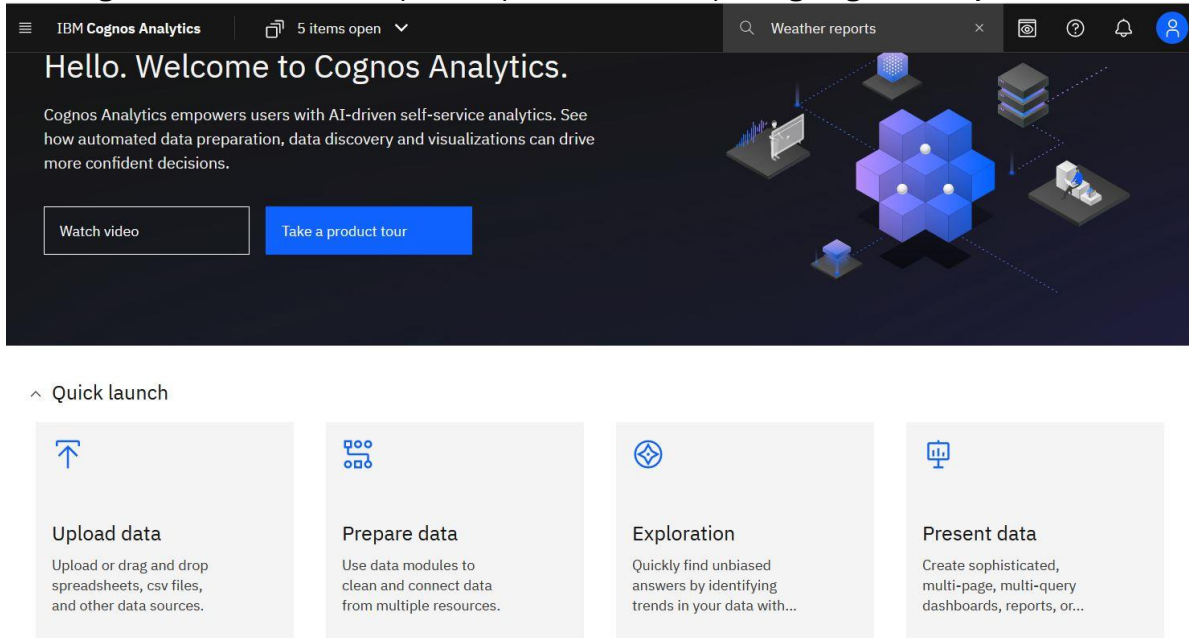 IBM Cognos Analytics
5 items open
Weather reports
Hello. Welcome to Cognos Analytics.
Cognos Analytics empowers users with AI-driven self-service analytics. See
how automated data preparation, data discovery and visualizations can drive
more confident decisions.
Watch video
Take a product tour
Quick launch
Upload data
Upload or drag and drop
spreadsheets, csv files,
and other data sources.
Prepare data
Use data modules to
clean and connect data
from multiple resources.
Exploration
Quickly find unbiased
answers by identifying
trends in your data with...
Present data
Create sophisticated,
multi-page, multi-query
dashboards, reports, or...